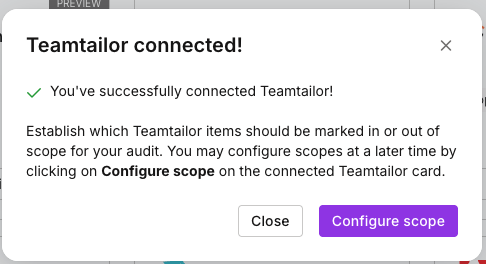 PREVIEW
Teamtailor connected!
You've successfully connected Teamtailor!
Establish which Teamtailor items should be marked in or out of
scope for your audit. You may configure scopes at a later time by
clicking on Configure scope on the connected Teamtailor card.
Close
Configure scope